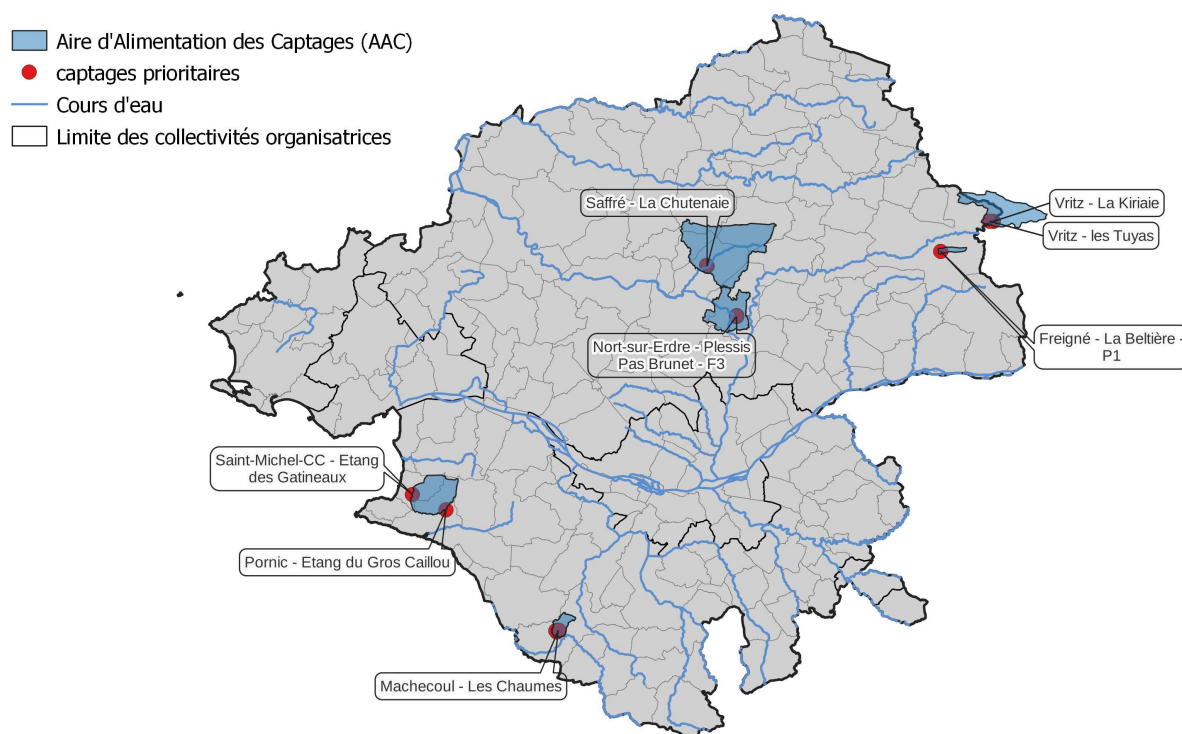 Aire d'Alimentation des Captages (AAC)
captages prioritaires
Cours d'eau
Limite des collectivités organisatrices
Saffré - La Chutenaie
Vritz - La Kiriaie
Vritz - les Tuyas
Nort-sur-Erdre - Plessis
Pas Brunet - F3
Freigné - La Beltière -
P1
Saint-Michel-CC - Etang
des Gatineaux
Pornic - Etang du Gros Caillou
Machecoul - Les Chaumes